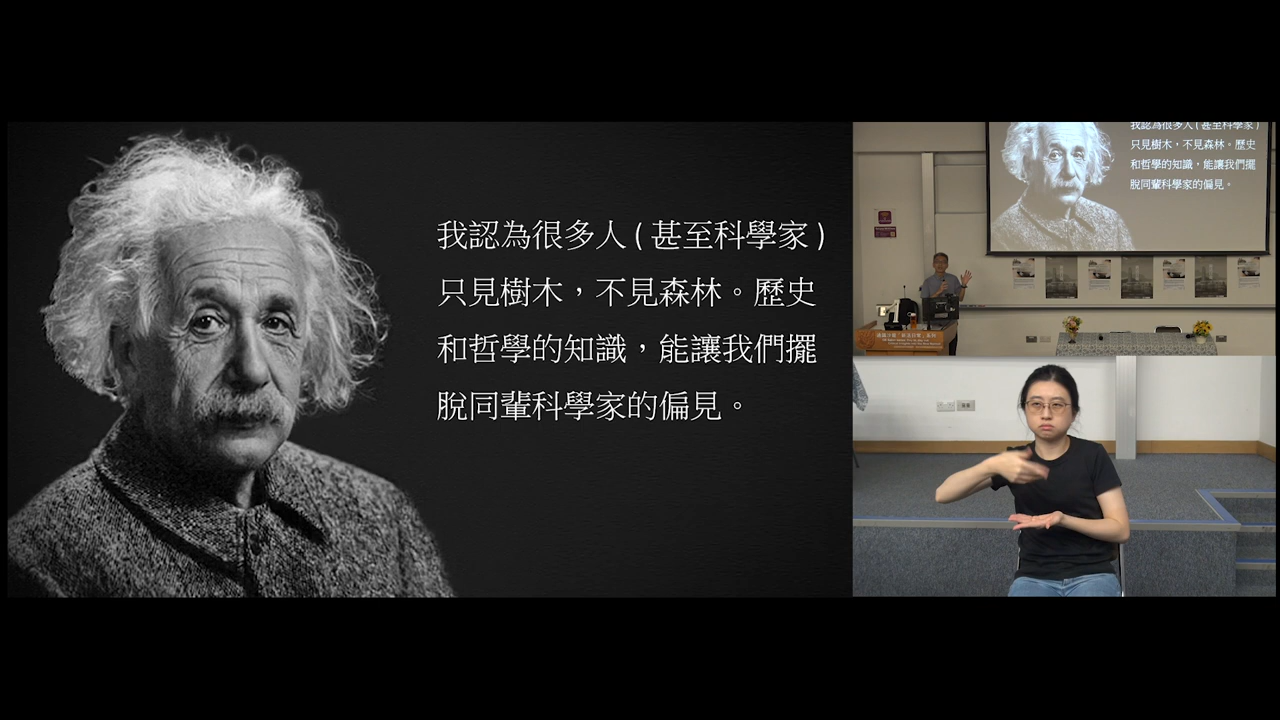 我認為很多人 ( 甚至科學家 )
只見樹木，不見森林。歷史
和哲學的知識，能讓我們擺
脫同輩科學家的偏見。
我認為很多人 ( 甚至科學家 )
只見樹木，不見森林。歷史
和哲學的知識，能讓我們擺
脫同輩科學家的偏見。